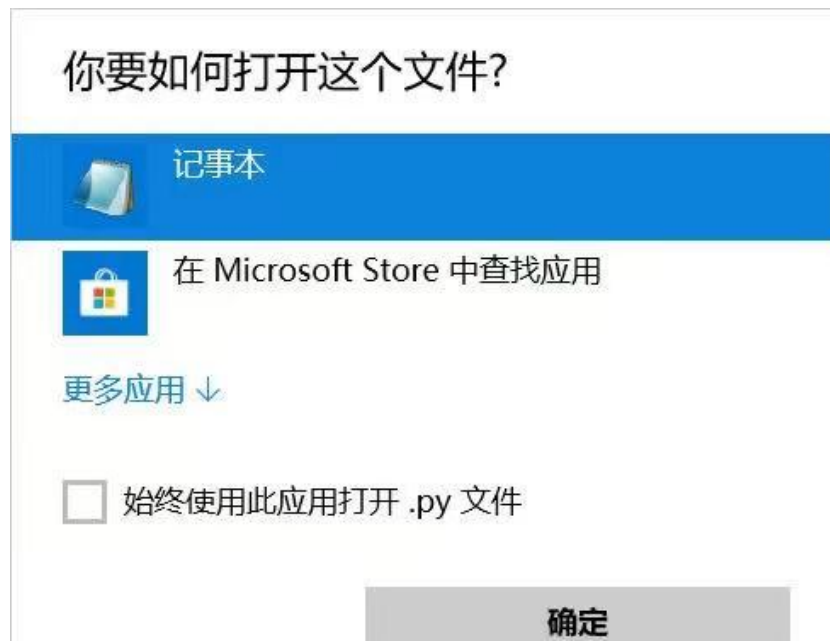 你要如何打开这个文件?
记事本
在 Microsoft Store 中查找应用
更多应用 ↓
始终使用此应用打开 .py 文件
确定